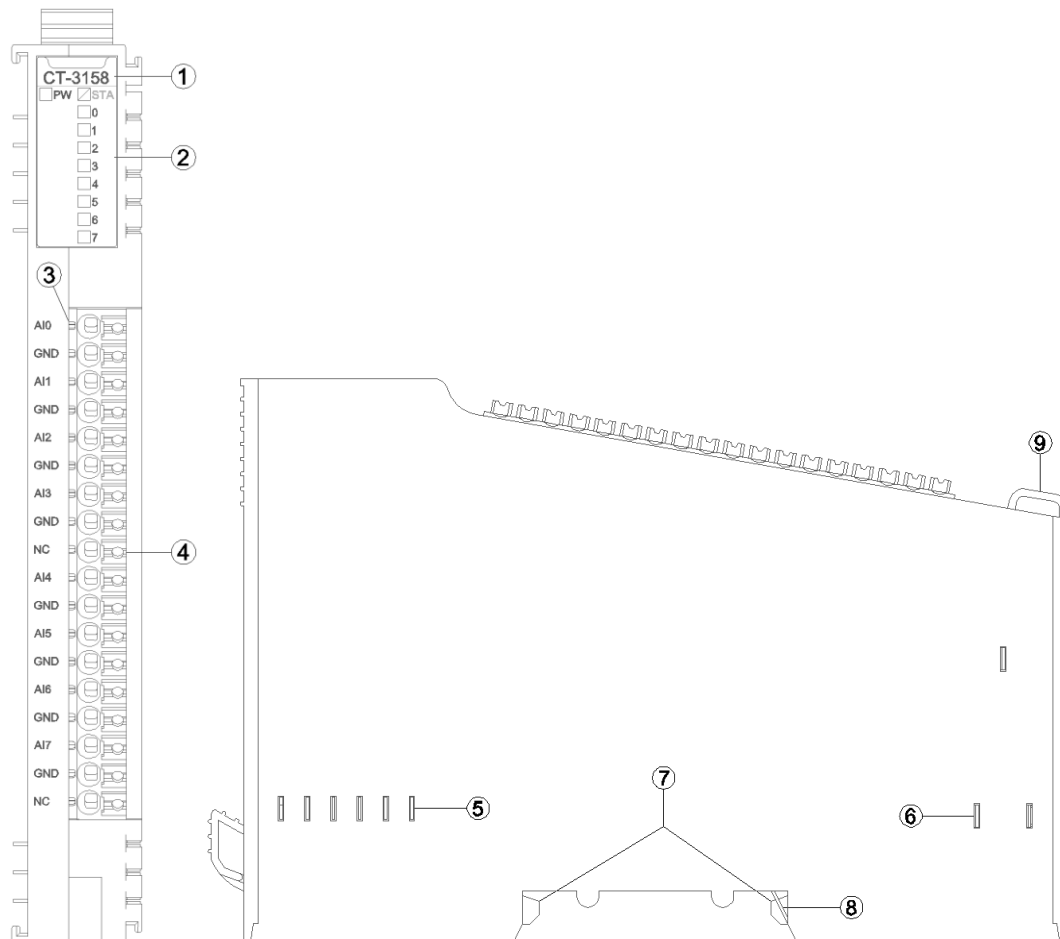 CT-3158
①
PW STA
0
1
2
②
3
4
5
6
7
③
AI0
GND
AI1
GND
AI2
GND
AI3
GND
NC
④
AI4
GND
AI5
GND
AI6
GND
AI7
GND
NC
⑨
⑦
⑤
⑥
⑧